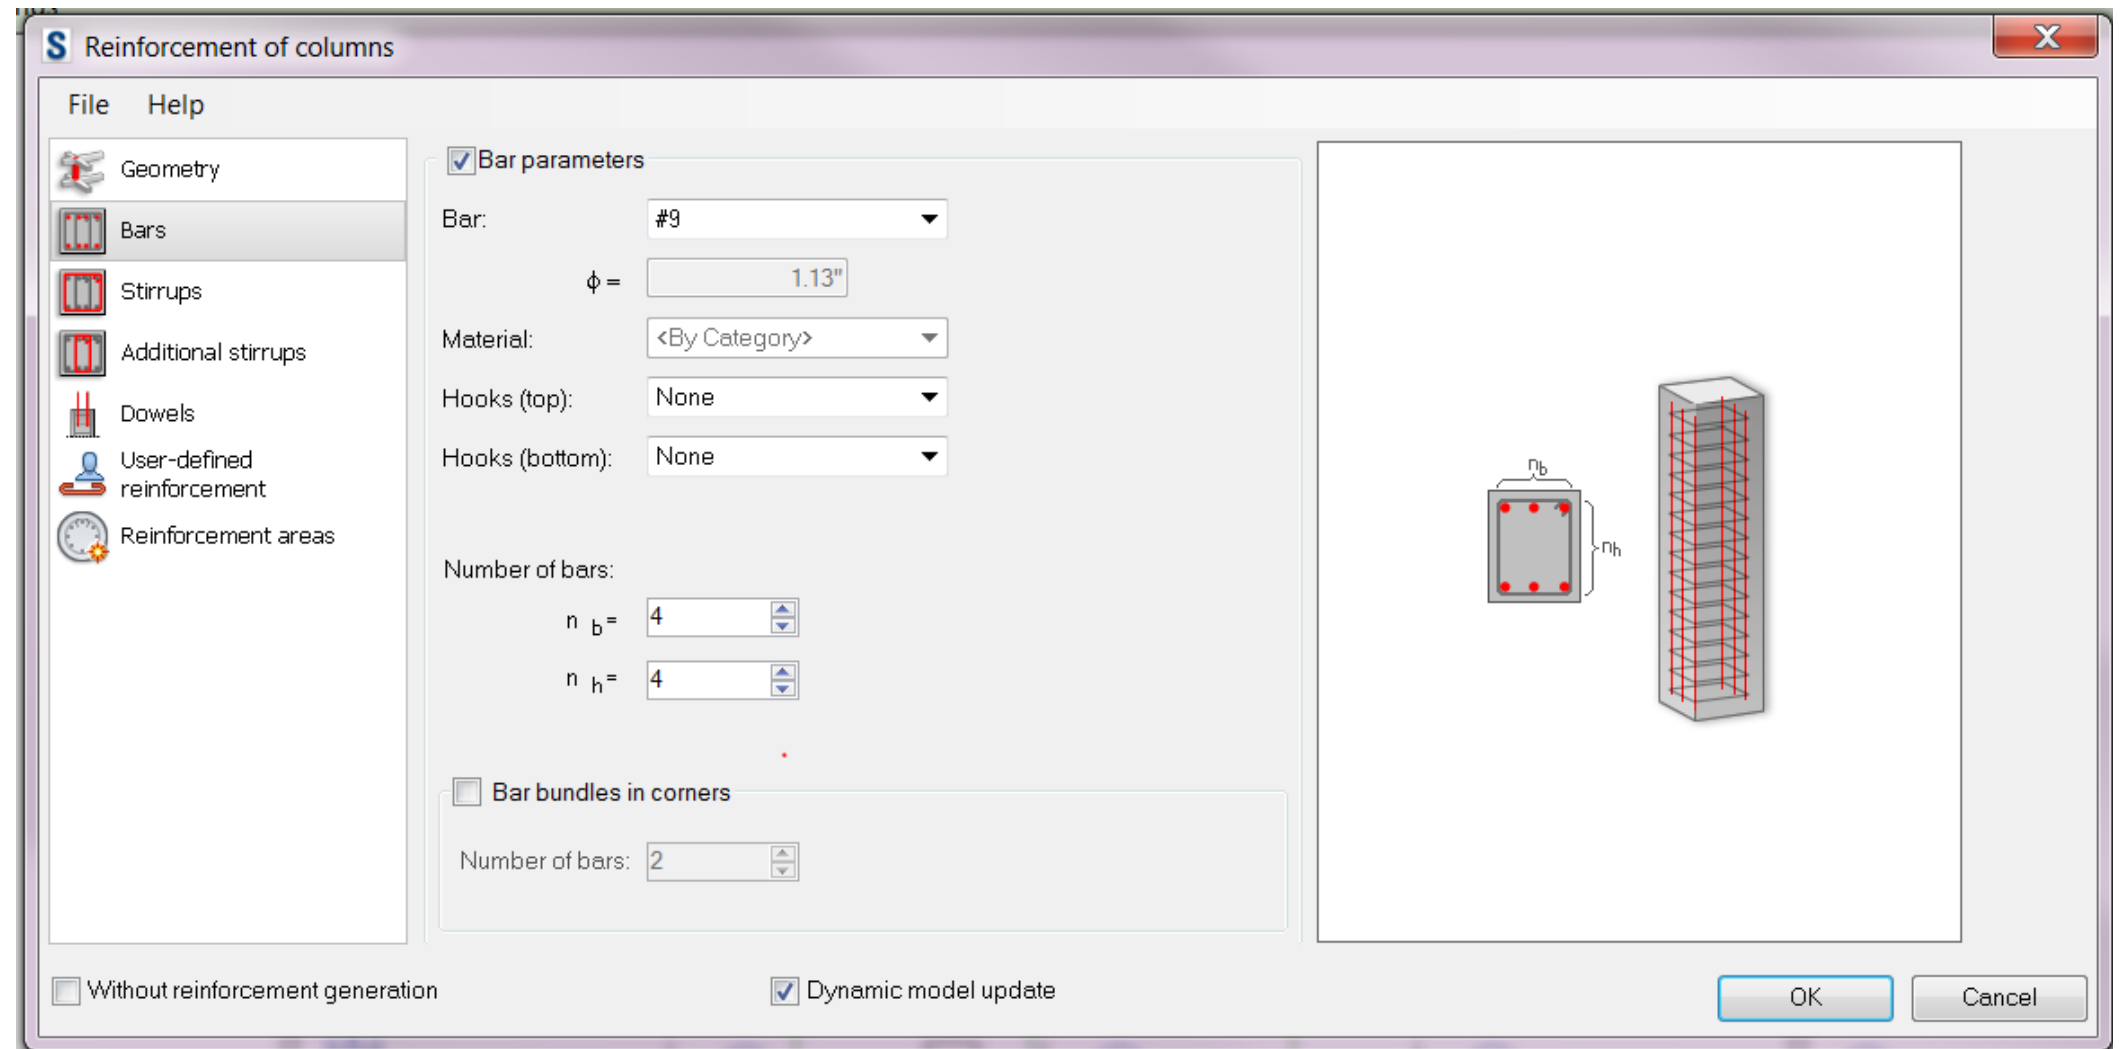 S Reinforcement of columns
X
File Help
Geometry
Bars
Stirrups
Additional stirrups
Dowels
User-defined
reinforcement
Reinforcement areas
Bar parameters
Bar: #9
ϕ = 1.13"
Material: <By Category>
Hooks (top): None
Hooks (bottom): None
Number of bars:
n b = 4
n h = 4
Bar bundles in corners
Number of bars: 2
nb
nh
Without reinforcement generation
Dynamic model update
OK Cancel